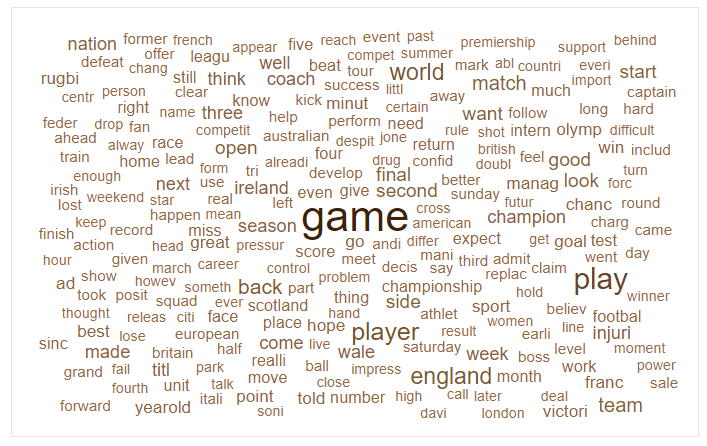 nation former french appear five reach event past premiership support behind
defeat offer leagu well beat compet summer mark abl countri everi
chang still think coach tour world match import start
rugbi person clear success littl away much captain
centr right three know kick minut certain want follow long hard
feder drop fan name help perform need rule shot intern olymp difficult
ahead alway race competit australian despit jone return british win includ
train home lead open four drug confid doubl feel good turn
enough form tri alreadi develop final better manag look forc
irish next use ireland even give second sunday futur chanc round
lost weekend star real left game cross champion
keep happen mean season american charg came
finish record miss go andi differ expect get goal test
action head great pressur score meet mani third admit went day
hour given march career control decis say replac claim
ad show howev someth back part problem championship hold play winner
took posit squad ever scotland thing side sport believ
thought releas citi face place hope hand athlet women line footbal
best lose european player result earli injuri
sinc made britain half come live wale saturday week boss level moment
grand fail titl park realli ball impress work power
fourth unit talk move close england month franc sale
forward yearold itali point told number high call later deal team
soni davi london victori